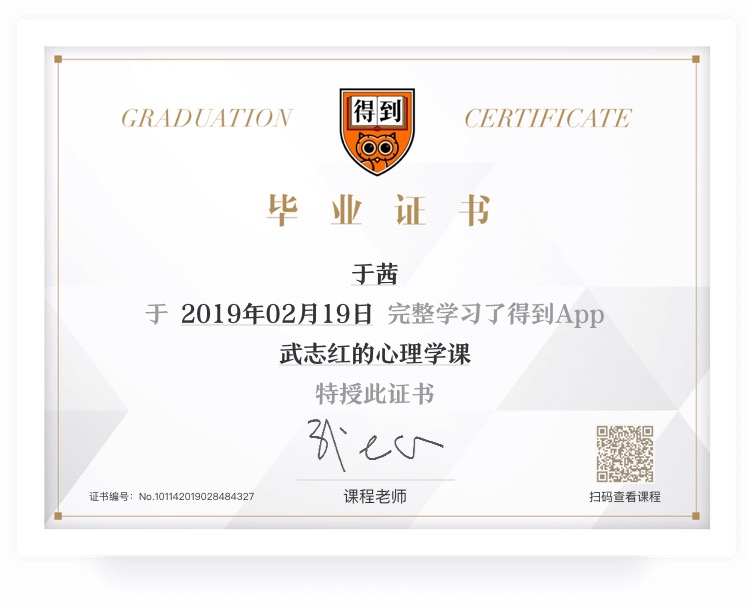 GRADUATION
得到
CERTIFICATE
毕业证书
于茜
于 2019年02月19日 完整学习了得到App
武志红的心理学课
特授此证书
证书编号：No.101142019028484327
课程老师
扫码查看课程